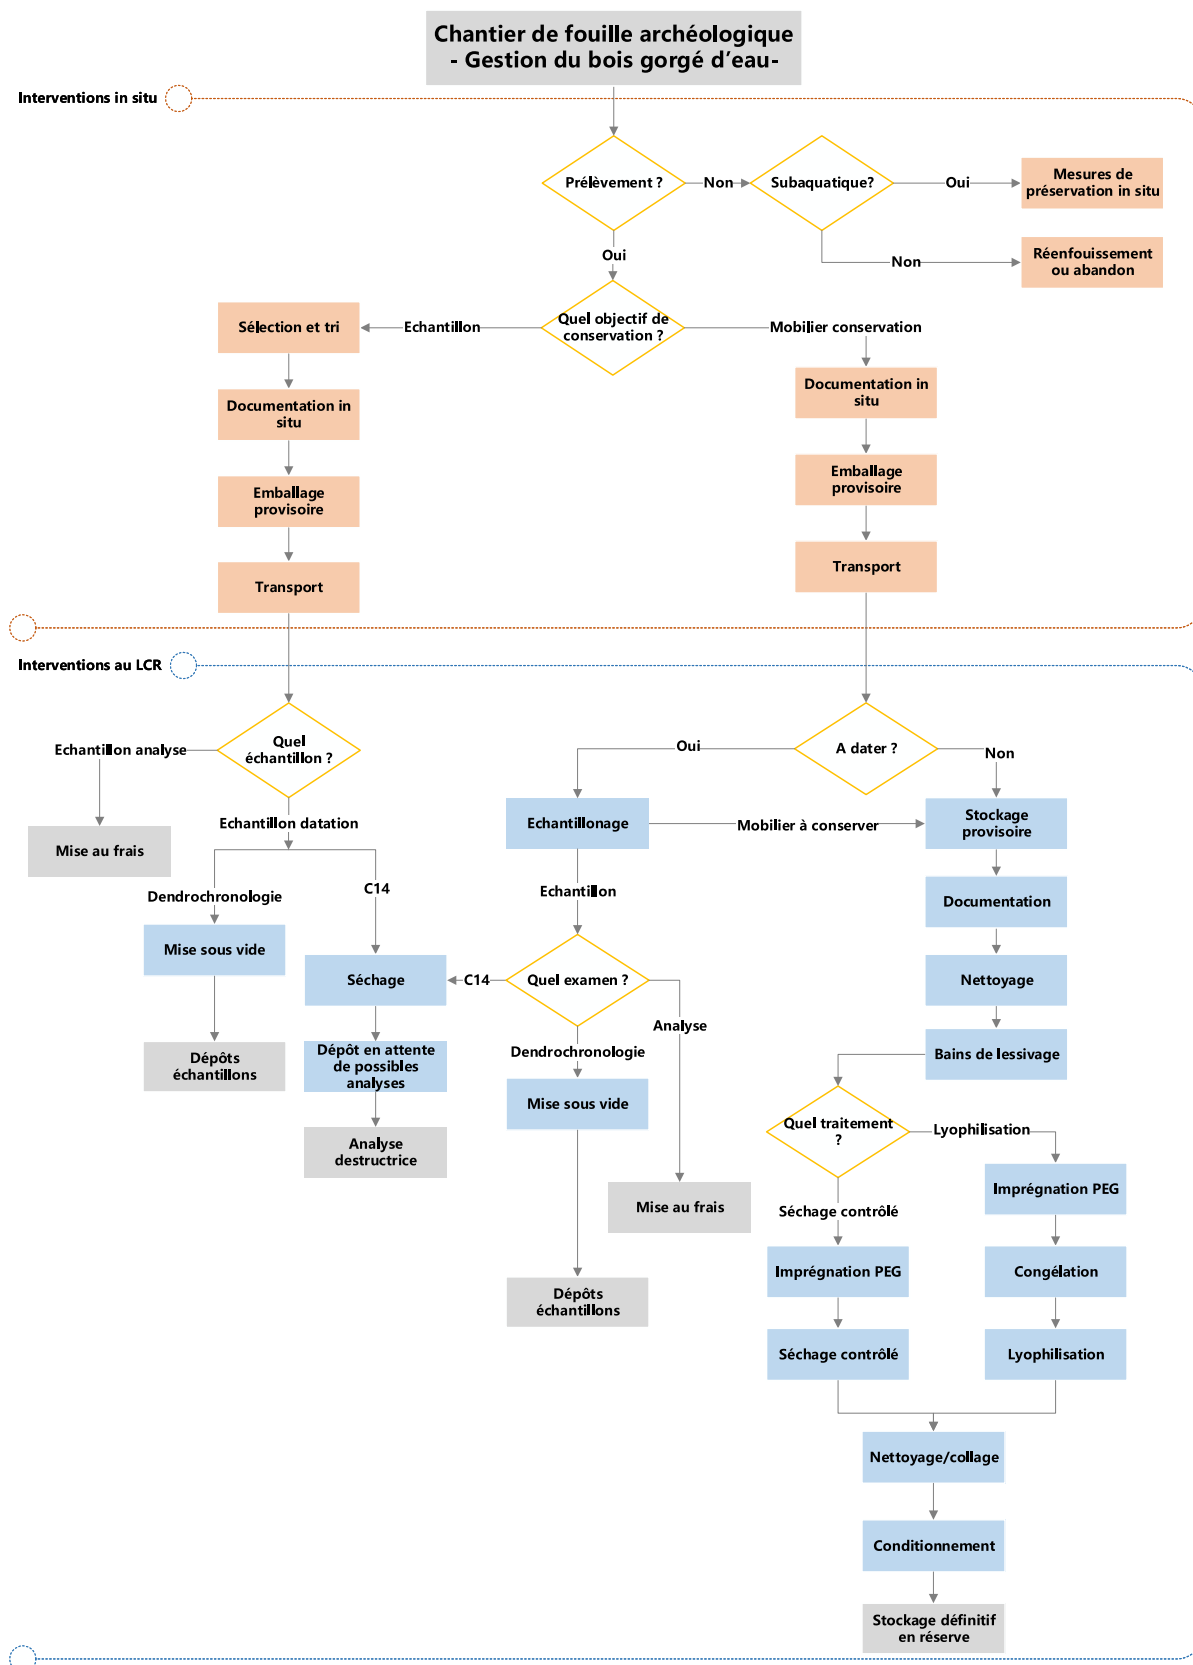 Chantier de fouille archéologique
- Gestion du bois gorgé d'eau-
Interventions in situ
Prélèvement ?
Non
Subaquatique?
Oui
Mesures de
préservation in situ
Oui
Non
Réenfouissement
ou abandon
Sélection et tri
Echantillon
Quel objectif de
conservation ?
Mobilier conservation
Documentation in
situ
Documentation in
situ
Emballage
provisoire
Emballage
provisoire
Transport
Transport
Interventions au LCR
Echantillon analyse
Quel
échantillon ?
Oui
A dater ?
Non
Mise au frais
Echantillon datation
Echantillonage
Mobilier à conserver
Stockage
provisoire
Dendrochronologie
C14
Echantillon
Documentation
Mise sous vide
Séchage
C14
Quel examen ?
Nettoyage
Analyse
Dépôts
échantillons
Dépôt en attente
de possibles
analyses
Dendrochronologie
Bains de lessivage
Mise sous vide
Quel traitement
?
Lyophilisation
Analyse
destructrice
Mise au frais
Séchage contrôlé
Imprégnation PEG
Imprégnation PEG
Congélation
Dépôts
échantillons
Séchage contrôlé
Lyophilisation
Nettoyage/collage
Conditionnement
Stockage définitif
en réserve